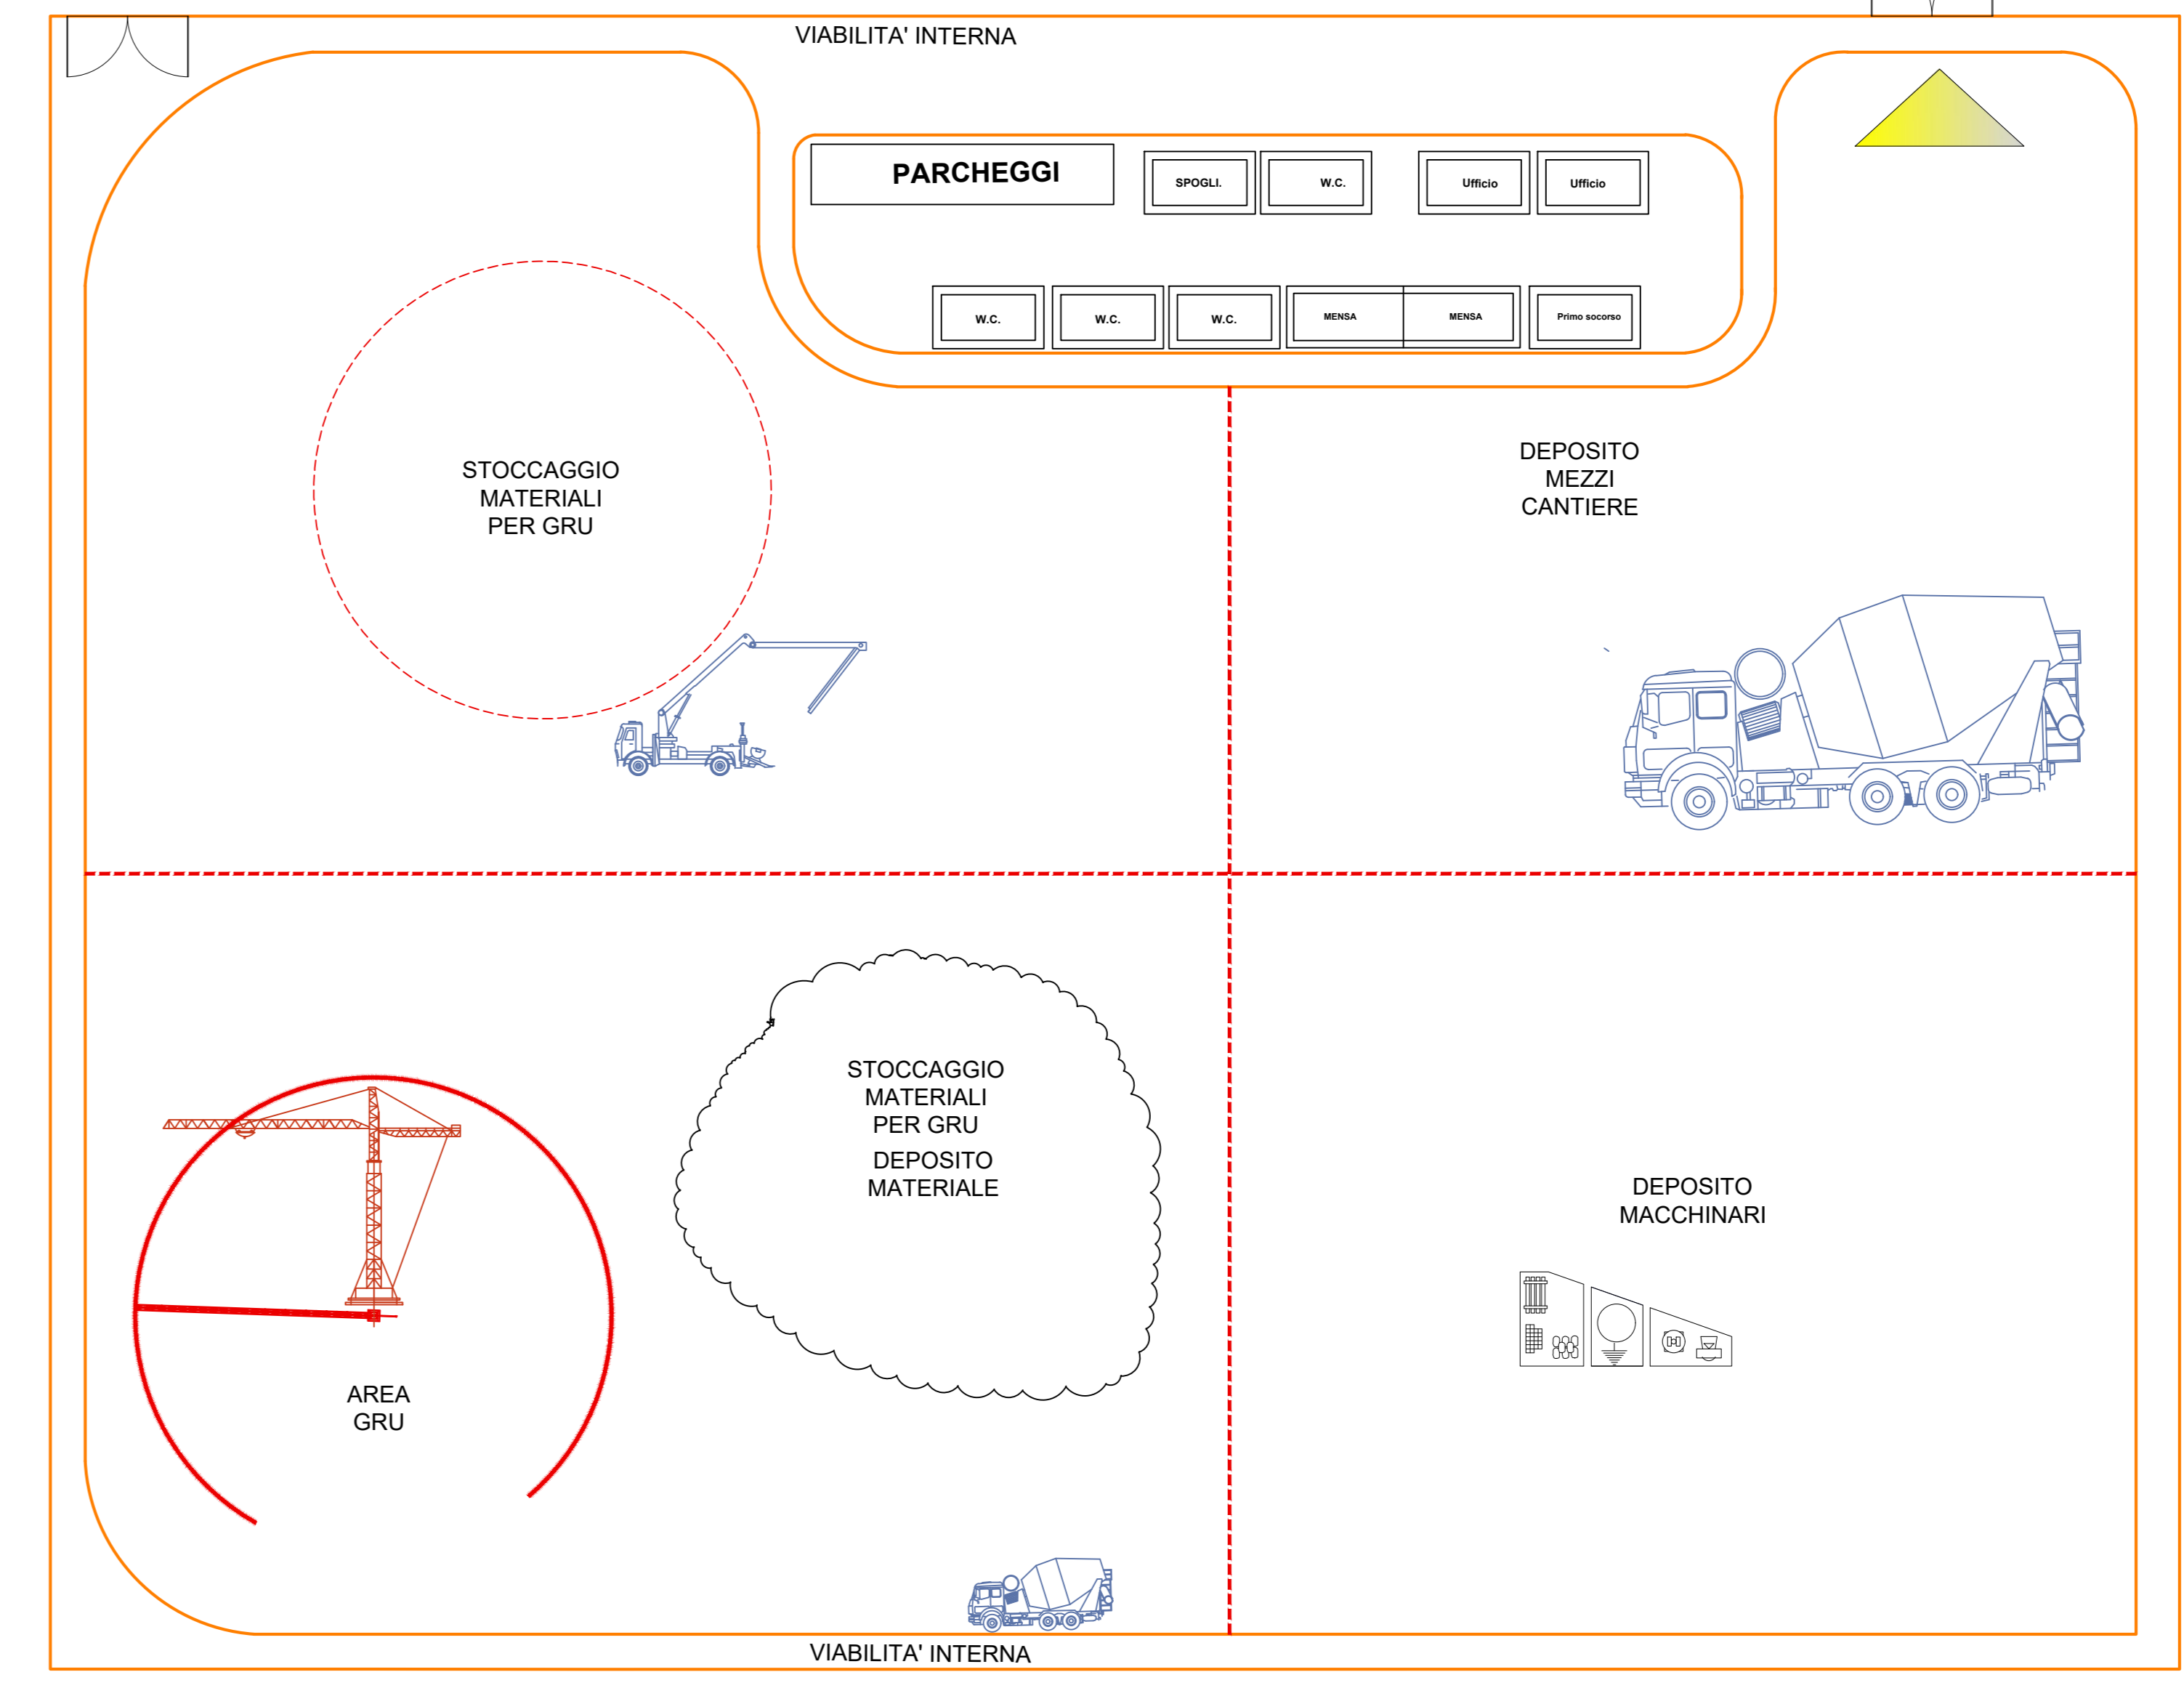 VIABILITA' INTERNA
PARCHEGGI
SPOGLI.
W.C.
Ufficio
Ufficio
W.C.
W.C.
W.C.
MENSA
MENSA
Primo socorso
STOCCAGGIO
MATERIALI
PER GRU
DEPOSITO
MEZZI
CANTIERE
STOCCAGGIO
MATERIALI
PER GRU
DEPOSITO
MATERIALE
DEPOSITO
MACCHINARI
AREA
GRU
VIABILITA' INTERNA